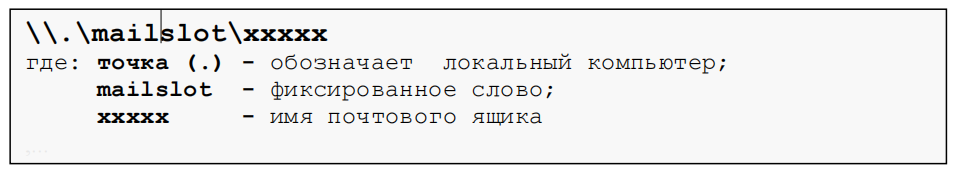 \\.\mailslot\xxxxx
где: точка (.) – обозначает локальный компьютер;
mailslot – фиксированное слово;
xxxxx – имя почтового ящика